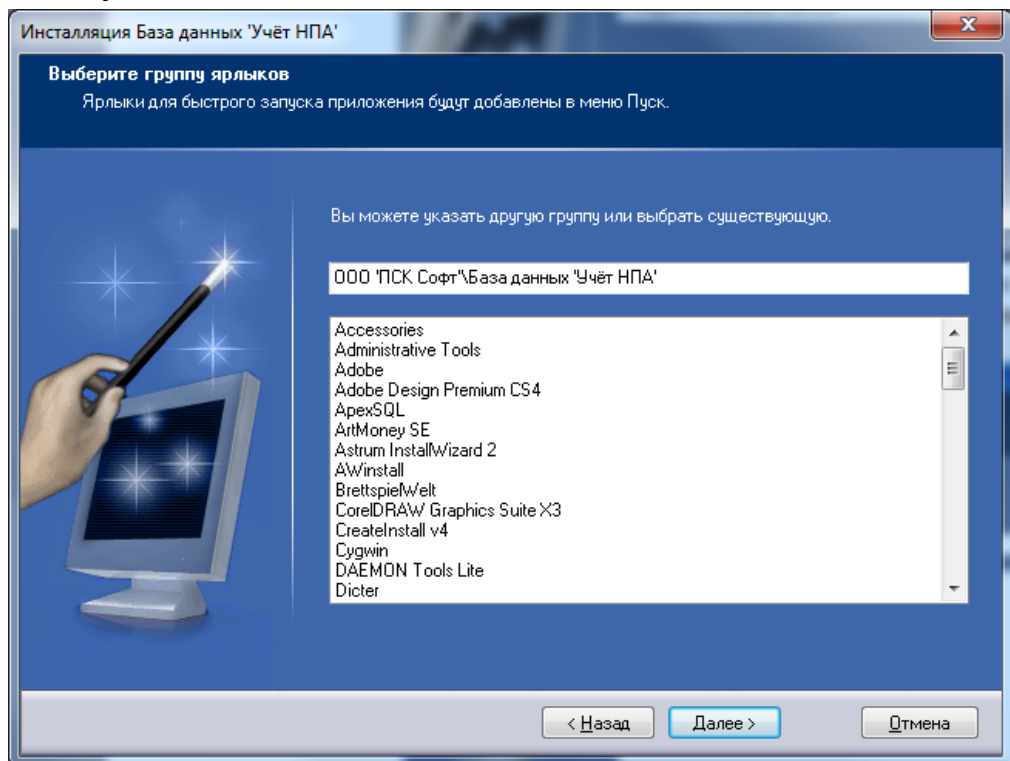 Инсталляция База данных 'Учёт НПА'
Выберите группу ярлыков
Ярлыки для быстрого запуска приложения будут добавлены в меню Пуск.
Вы можете указать другую группу или выбрать существующую.
ООО 'ПСК Софт'\База данных 'Учёт НПА'
Accessories
Administrative Tools
Adobe
Adobe Design Premium CS4
ApexSQL
ArtMoney SE
Astrum InstallWizard 2
AWinstall
BrettspielWelt
CorelDRAW Graphics Suite X3
CreateInstall v4
Cygwin
DAEMON Tools Lite
Dicter
< Назад
Далее >
Отмена